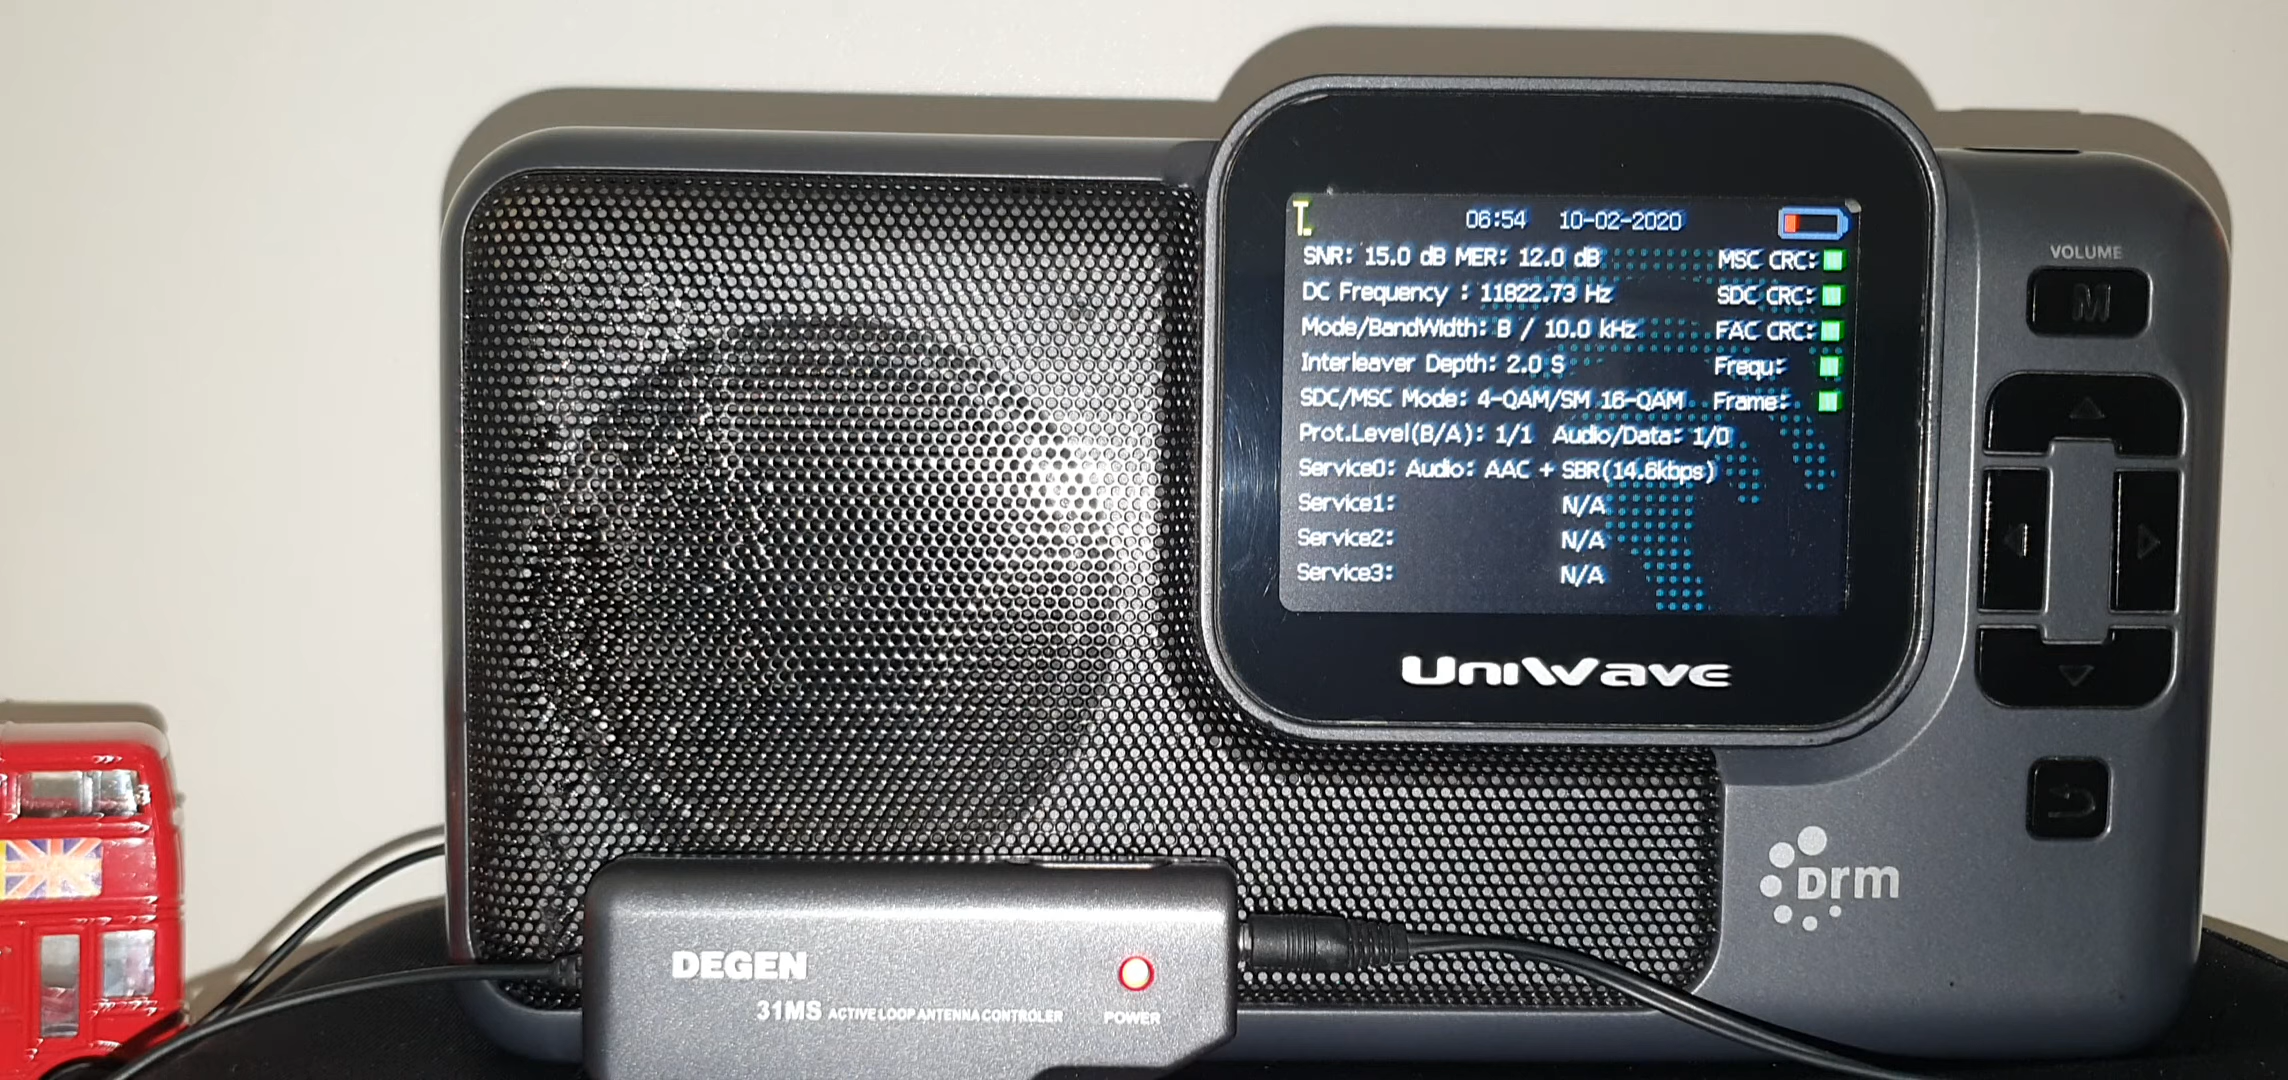 06:54 10-02-2020
SNR: 15.0 dB MER: 12.0 dB MSC CRC:
DC Frequency : 11822.73 Hz SDC CRC:
Mode/BandWidth: B / 10.0 kHz FAC CRC:
Interleaver Depth: 2.0 S Frequ:
SDC/MSC Mode: 4-QAM/SM 16-QAM Frame:
Prot.Level(B/A): 1/1 Audio/Data: 1/0
Service0: Audio: AAC + SBR(14.6kbps)
Service1: N/A
Service2: N/A
Service3: N/A
UniWave
VOLUME
M
Drm
DEGEN
31MS ACTIVE LOOP ANTENNA CONTROLER
POWER